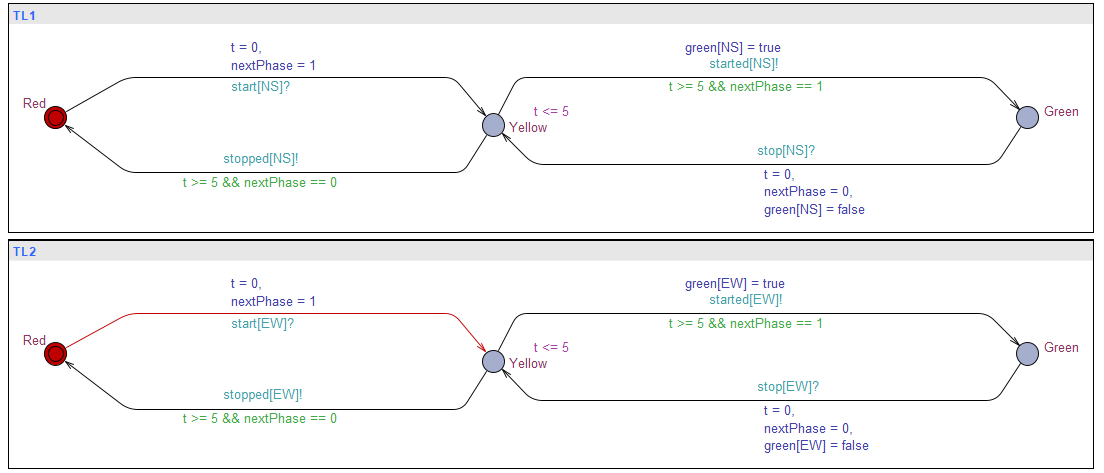 TL1
t = 0,
nextPhase = 1
start[NS]?
green[NS] = true
started[NS]!
t >= 5 && nextPhase == 1
Red
t <= 5
Yellow
Green
stopped[NS]!
t >= 5 && nextPhase == 0
stop[NS]?
t = 0,
nextPhase = 0,
green[NS] = false
TL2
t = 0,
nextPhase = 1
start[EW]?
green[EW] = true
started[EW]!
t >= 5 && nextPhase == 1
Red
t <= 5
Yellow
Green
stopped[EW]!
t >= 5 && nextPhase == 0
stop[EW]?
t = 0,
nextPhase = 0,
green[EW] = false